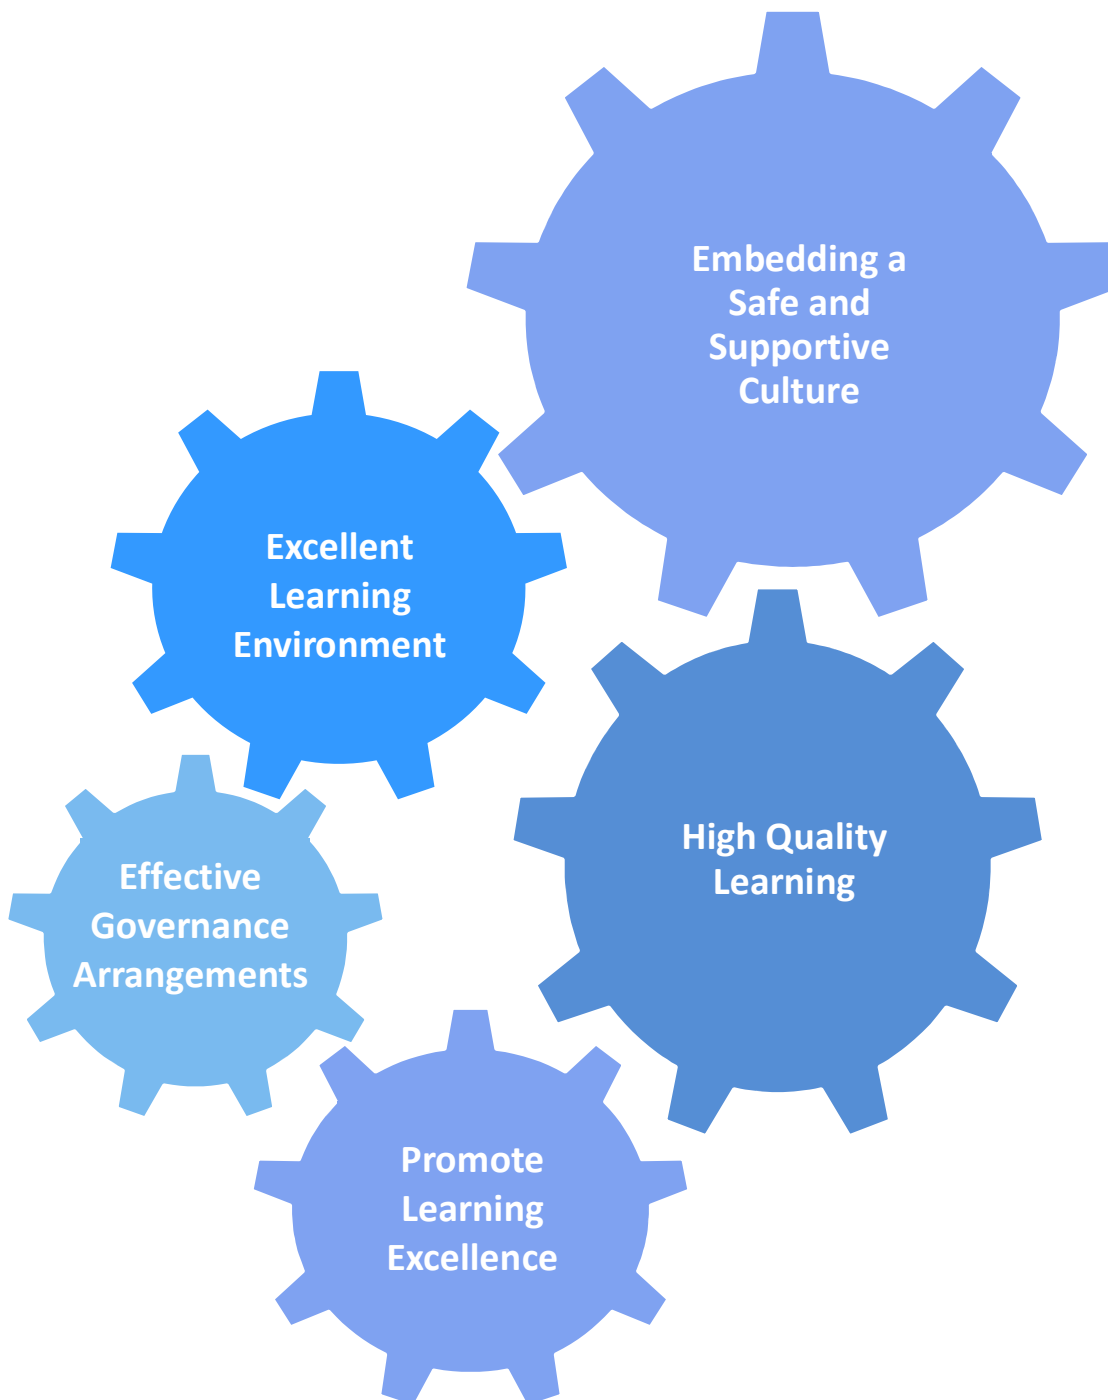 Embedding a
Safe and
Supportive
Culture
Excellent
Learning
Environment
High Quality
Learning
Effective
Governance
Arrangements
Promote
Learning
Excellence